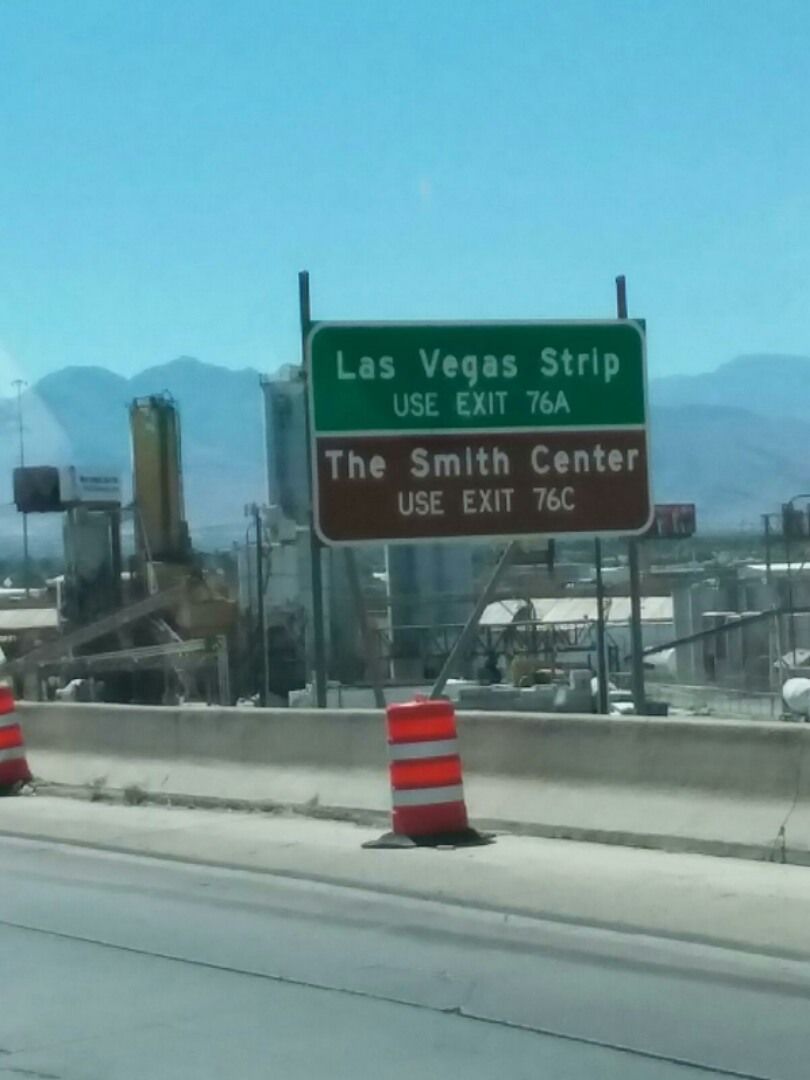 Las Vegas Strip
USE EXIT 76A
The Smith Center
USE EXIT 76C